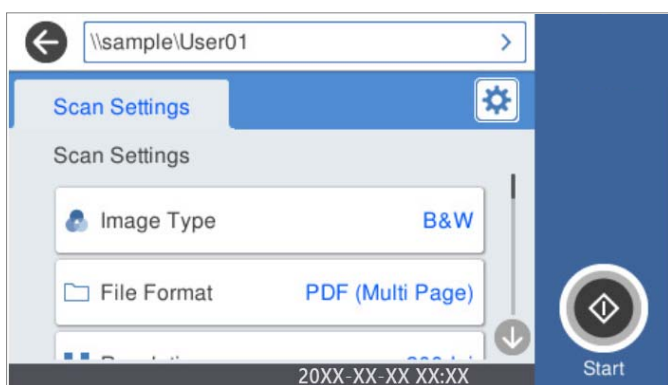 \\sample\User01
Scan Settings
Scan Settings
Image Type B&W
File Format PDF (Multi Page)
20XX-XX-XX XX:XX
Start